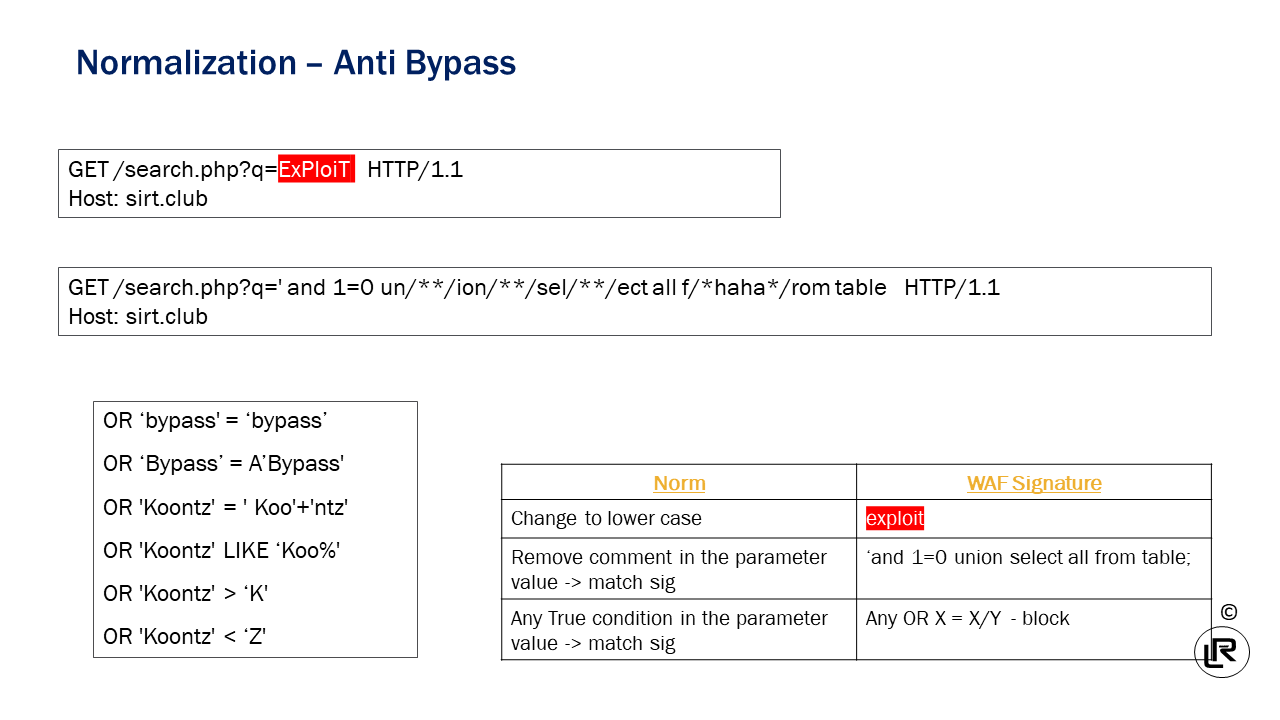 Normalization – Anti Bypass
GET /search.php?q=ExPloiT HTTP/1.1
Host: sirt.club
GET /search.php?q=' and 1=0 un/**/ion/**/sel/**/ect all f/*haha*/rom table HTTP/1.1
Host: sirt.club
OR ‘bypass' = ‘bypass’
OR ‘Bypass’ = A’Bypass'
OR 'Koontz' = ' Koo'+'ntz'
OR 'Koontz' LIKE ‘Koo%'
OR 'Koontz' > ‘K'
OR 'Koontz' < ‘Z'
Norm WAF Signature
Change to lower case exploit
Remove comment in the parameter ‘and 1=0 union select all from table;
value -> match sig
Any True condition in the parameter Any OR X = X/Y - block
value -> match sig
©
LR